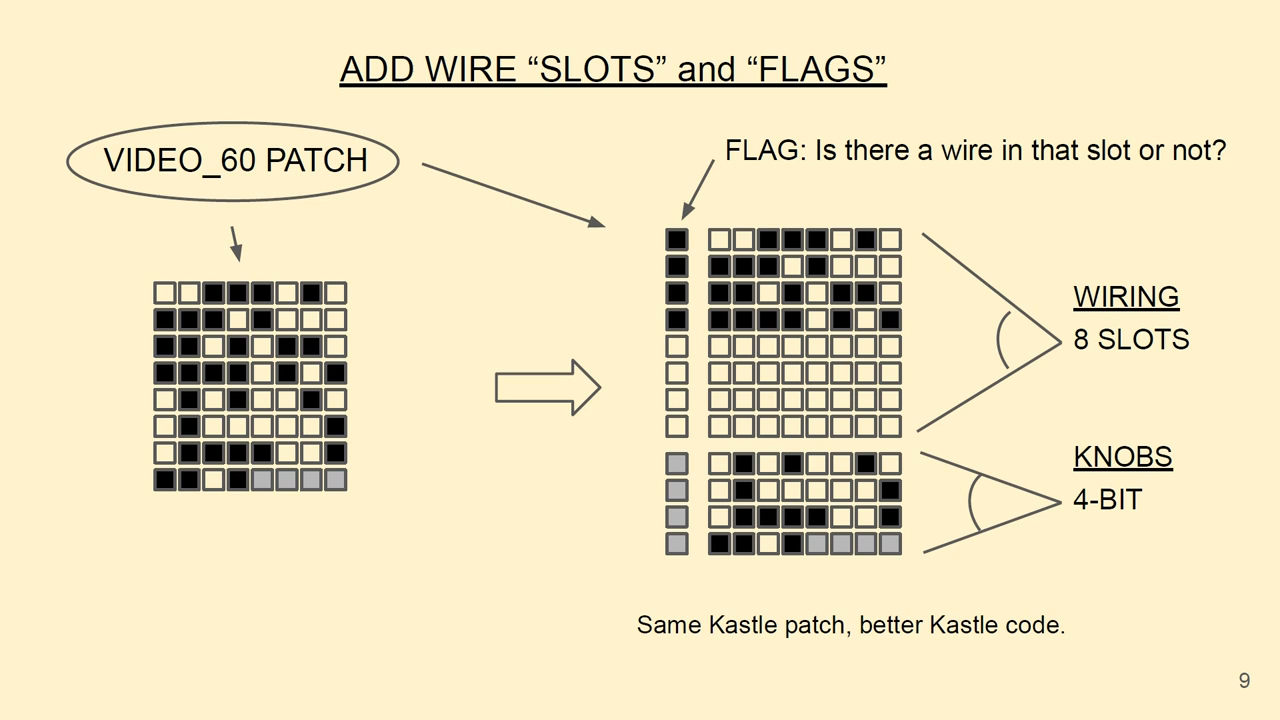 ADD WIRE “SLOTS” and “FLAGS”
VIDEO_60 PATCH
FLAG: Is there a wire in that slot or not?
WIRING
8 SLOTS
KNOBS
4-BIT
Same Kastle patch, better Kastle code.
9